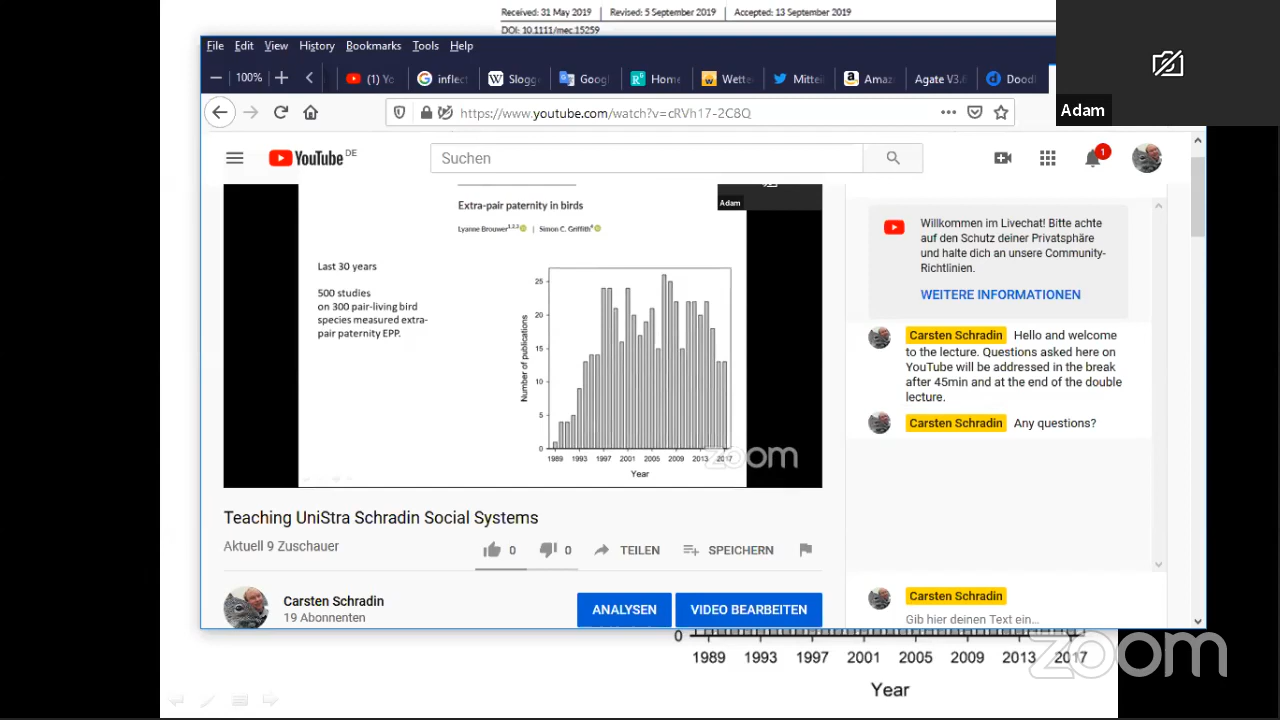 Received: 31 May 2019 | Revised: 5 September 2019 | Accepted: 13 September 2019
DOI: 10.1111/mec.15259
File Edit View History Bookmarks Tools Help
100% (1) Yo inflect Slogg Googl Home Wette Mitteil Amaz Agate V3.0 Doodl
Adam
https://www.youtube.com/watch?v=cRVh17-2C8Q
YouTube DE
Suchen
1
Adam
Extra-pair paternity in birds
Lyanne Brouwer1,2,3 | Simon C. Griffith4
Last 30 years
500 studies
on 300 pair-living bird
species measured extra-
pair paternity EPP.
Number of publications
25
20
15
10
5
0
1989 1993 1997 2001 2005 2009 2013 2017
Year
zoom
Willkommen im Livechat! Bitte achte
auf den Schutz deiner Privatsphäre
und halte dich an unsere Community-
Richtlinien.
WEITERE INFORMATIONEN
Carsten Schradin Hello and welcome
to the lecture. Questions asked here on
YouTube will be addressed in the break
after 45min and at the end of the double
lecture.
Carsten Schradin Any questions?
Teaching UniStra Schradin Social Systems
Aktuell 9 Zuschauer
0 0 TEILEN SPEICHERN
Carsten Schradin
19 Abonnenten
ANALYSEN VIDEO BEARBEITEN
Carsten Schradin
Gib hier deinen Text ein...
0
1989 1993 1997 2001 2005 2009 2013 2017
Year
zoom